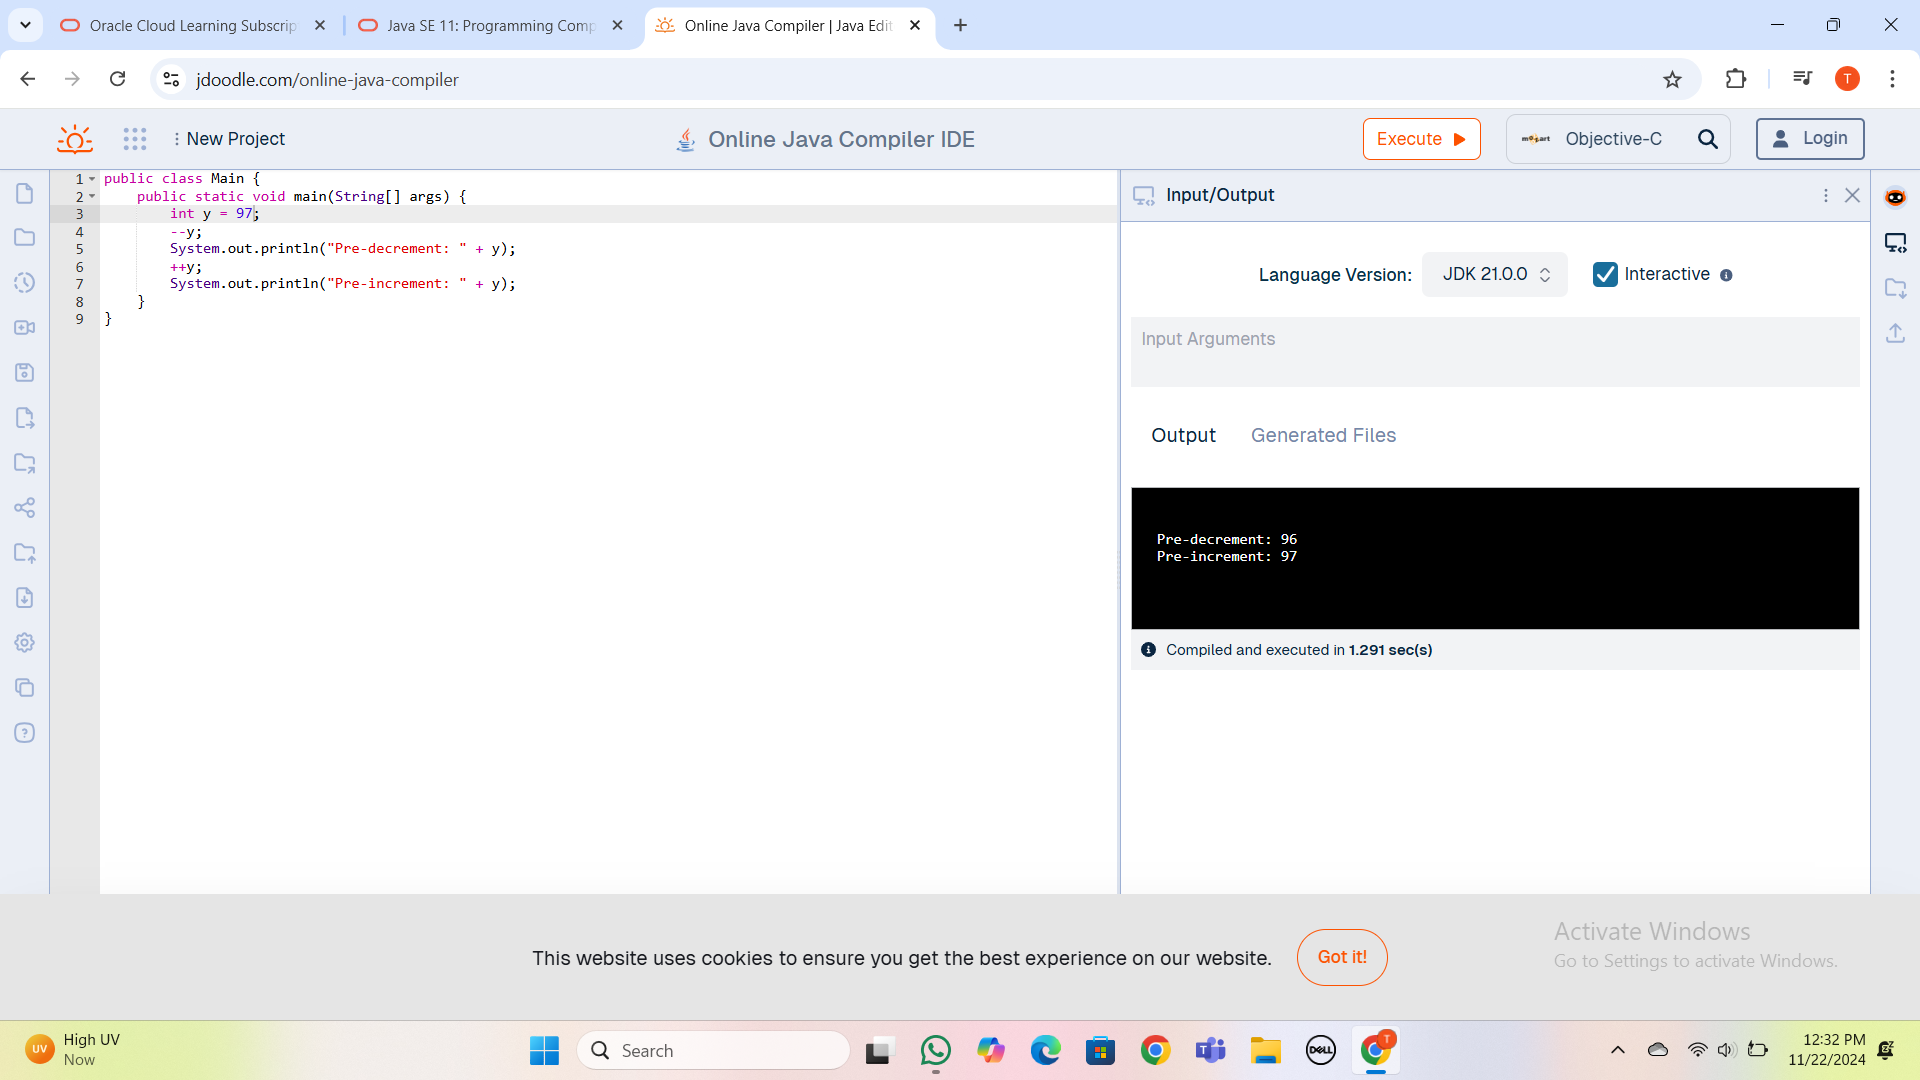 Oracle Cloud Learning Subscrip
Java SE 11: Programming Comp
Online Java Compiler | Java Edit
jdoodle.com/online-java-compiler
T
New Project
Online Java Compiler IDE
Execute
Objective-C
Login
1 public class Main {
2 public static void main(String[] args) {
3 int y = 97;
4 --y;
5 System.out.println("Pre-decrement: " + y);
6 ++y;
7 System.out.println("Pre-increment: " + y);
8 }
9 }
Input/Output
Language Version:
JDK 21.0.0
Interactive
Input Arguments
Output
Generated Files
Pre-decrement: 96
Pre-increment: 97
Compiled and executed in 1.291 sec(s)
This website uses cookies to ensure you get the best experience on our website.
Got it!
Activate Windows
Go to Settings to activate Windows.
UV
High UV
Now
Search
DELL
T
12:32 PM
11/22/2024